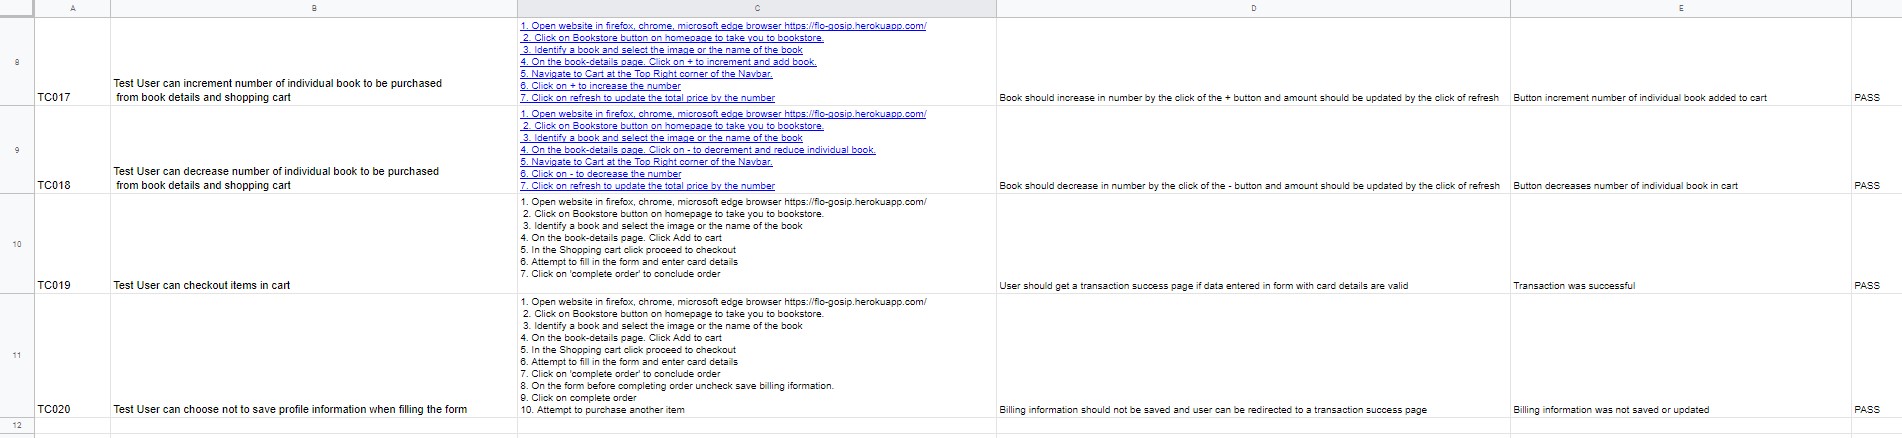 A B C D E
8
TC017
Test User can increment number of individual book to be purchased
from book details and shopping cart
1. Open website in firefox, chrome, microsoft edge browser https://flo-gosip.herokuapp.com/
2. Click on Bookstore button on homepage to take you to bookstore.
3. Identify a book and select the image or the name of the book
4. On the book-details page. Click on + to increment and add book.
5. Navigate to Cart at the Top Right corner of the Navbar.
6. Click on + to increase the number
7. Click on refresh to update the total price by the number
Book should increase in number by the click of the + button and amount should be updated by the click of refresh
Button increment number of individual book added to cart
PASS
9
TC018
Test User can decrease number of individual book to be purchased
from book details and shopping cart
1. Open website in firefox, chrome, microsoft edge browser https://flo-gosip.herokuapp.com/
2. Click on Bookstore button on homepage to take you to bookstore.
3. Identify a book and select the image or the name of the book
4. On the book-details page. Click on - to decrement and reduce individual book.
5. Navigate to Cart at the Top Right corner of the Navbar.
6. Click on - to decrease the number
7. Click on refresh to update the total price by the number
Book should decrease in number by the click of the - button and amount should be updated by the click of refresh
Button decreases number of individual book in cart
PASS
10
TC019
Test User can checkout items in cart
1. Open website in firefox, chrome, microsoft edge browser https://flo-gosip.herokuapp.com/
2. Click on Bookstore button on homepage to take you to bookstore.
3. Identify a book and select the image or the name of the book
4. On the book-details page. Click Add to cart
5. In the Shopping cart click proceed to checkout
6. Attempt to fill in the form and enter card details
7. Click on 'complete order' to conclude order
User should get a transaction success page if data entered in form with card details are valid
Transaction was successful
PASS
11
TC020
Test User can choose not to save profile information when filling the form
1. Open website in firefox, chrome, microsoft edge browser https://flo-gosip.herokuapp.com/
2. Click on Bookstore button on homepage to take you to bookstore.
3. Identify a book and select the image or the name of the book
4. On the book-details page. Click Add to cart
5. In the Shopping cart click proceed to checkout
6. Attempt to fill in the form and enter card details
7. Click on 'complete order' to conclude order
8. On the form before completing order uncheck save billing iformation.
9. Click on complete order
10. Attempt to purchase another item
Billing information should not be saved and user can be redirected to a transaction success page
Billing information was not saved or updated
PASS
12